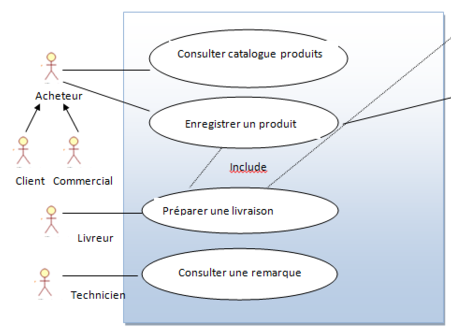 Consulter catalogue produits
Acheteur
Enregistrer un produit
Include
Client Commercial
Préparer une livraison
Livreur
Consulter une remarque
Technicien